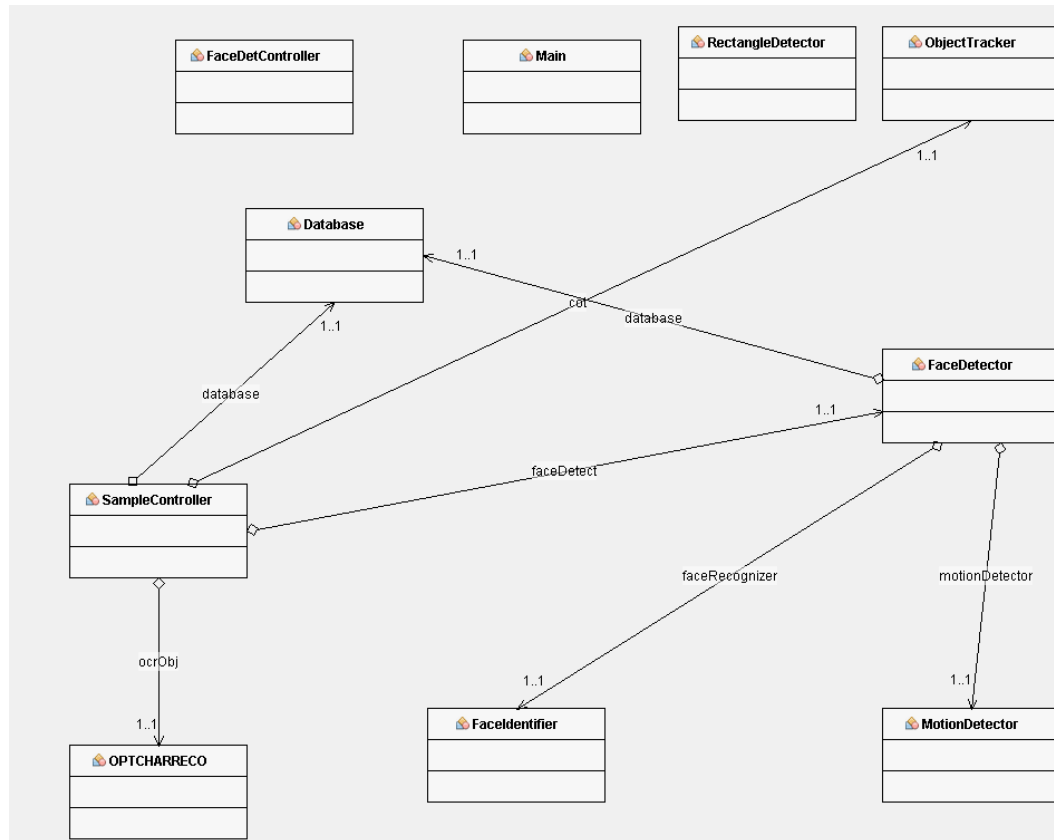 FaceDetController
Main
RectangleDetector
ObjectTracker
1..1
Database
1..1
cot
database
1..1
FaceDetector
database
1..1
faceDetect
SampleController
faceRecognizer
motionDetector
ocrObj
1..1
1..1
1..1
FaceIdentifier
MotionDetector
OPTCHARRECO